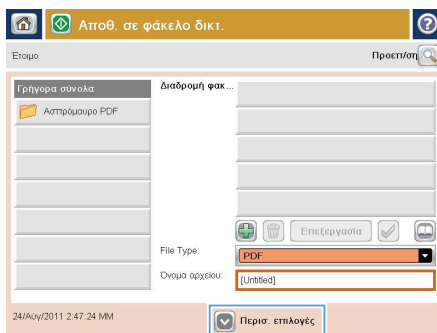 Αποθ. σε φάκελο δικτ.
Έτοιμο
Προεπ/ση
Γρήγορα σύνολα
Ασπρόμαυρο PDF
Διαδρομή φακ...
Επεξεργασία
File Type:
PDF
Όνομα αρχείου:
[Untitled]
24/Αύγ/2011 2:47:24 MM
Περισ. επιλογές